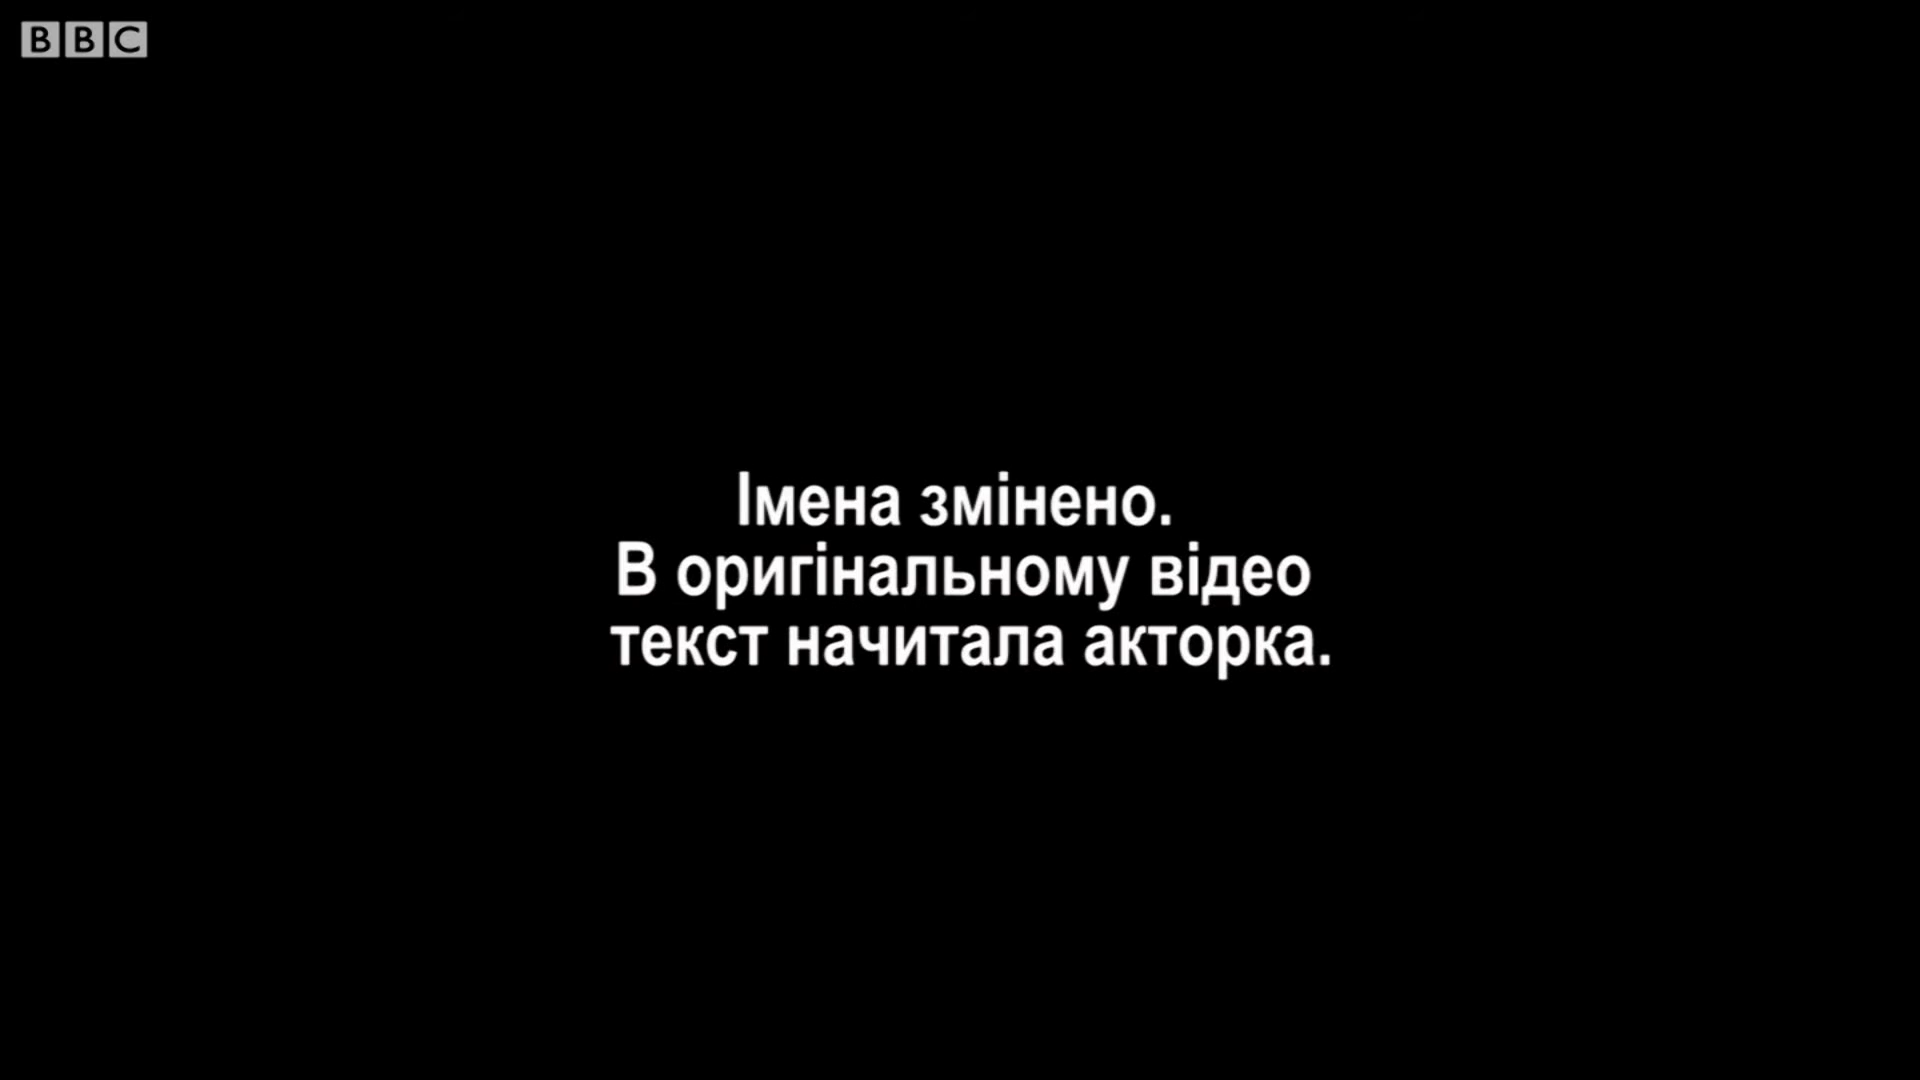 BBC
Імена змінено.
В оригінальному відео
текст начитала акторка.